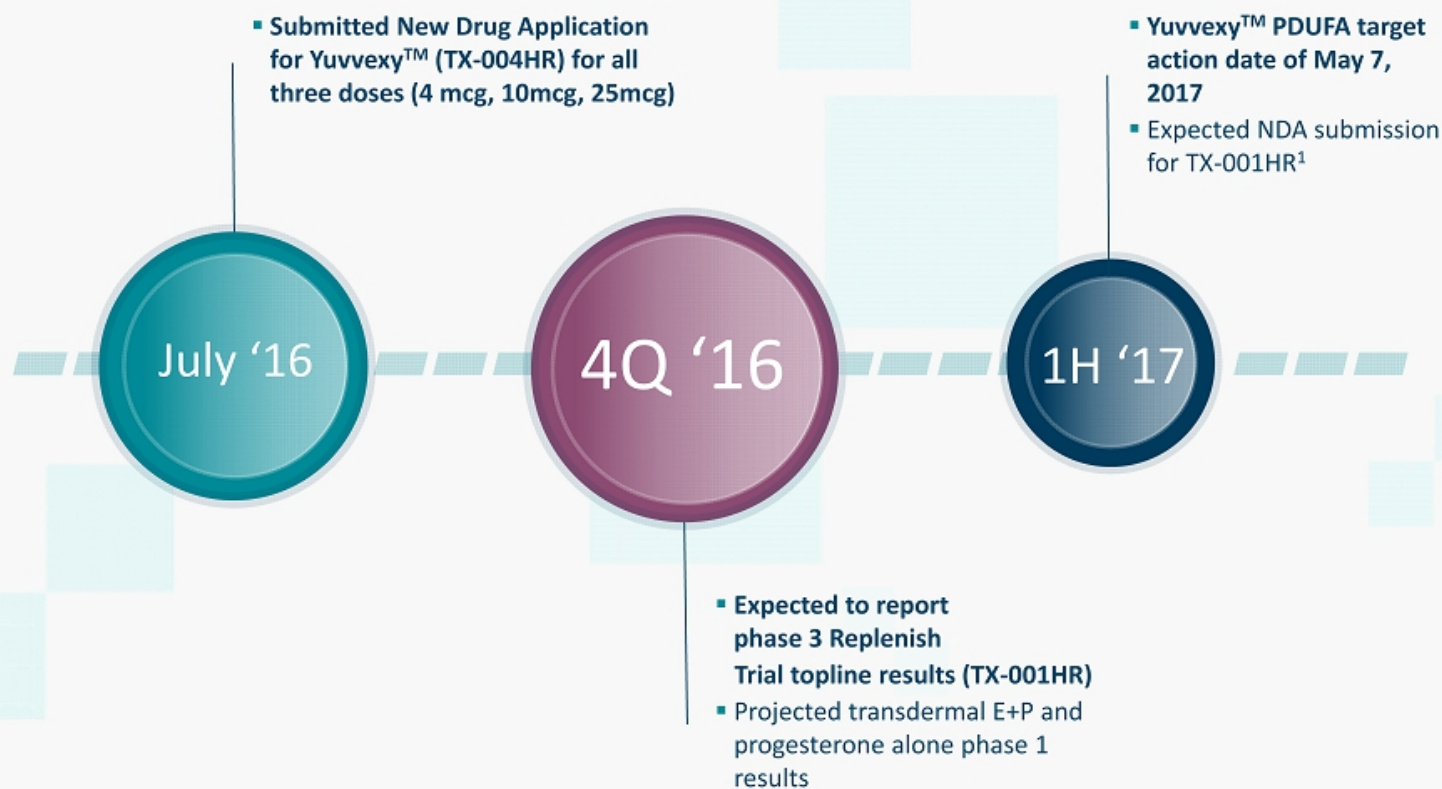 ▪ Submitted New Drug Application
for Yuvvexy™ (TX-004HR) for all
three doses (4 mcg, 10mcg, 25mcg)
▪ Yuvvexy™ PDUFA target
action date of May 7,
2017
▪ Expected NDA submission
for TX-001HR¹
July ‘16
4Q ‘16
1H ‘17
▪ Expected to report
phase 3 Replenish
Trial topline results (TX-001HR)
▪ Projected transdermal E+P and
progesterone alone phase 1
results